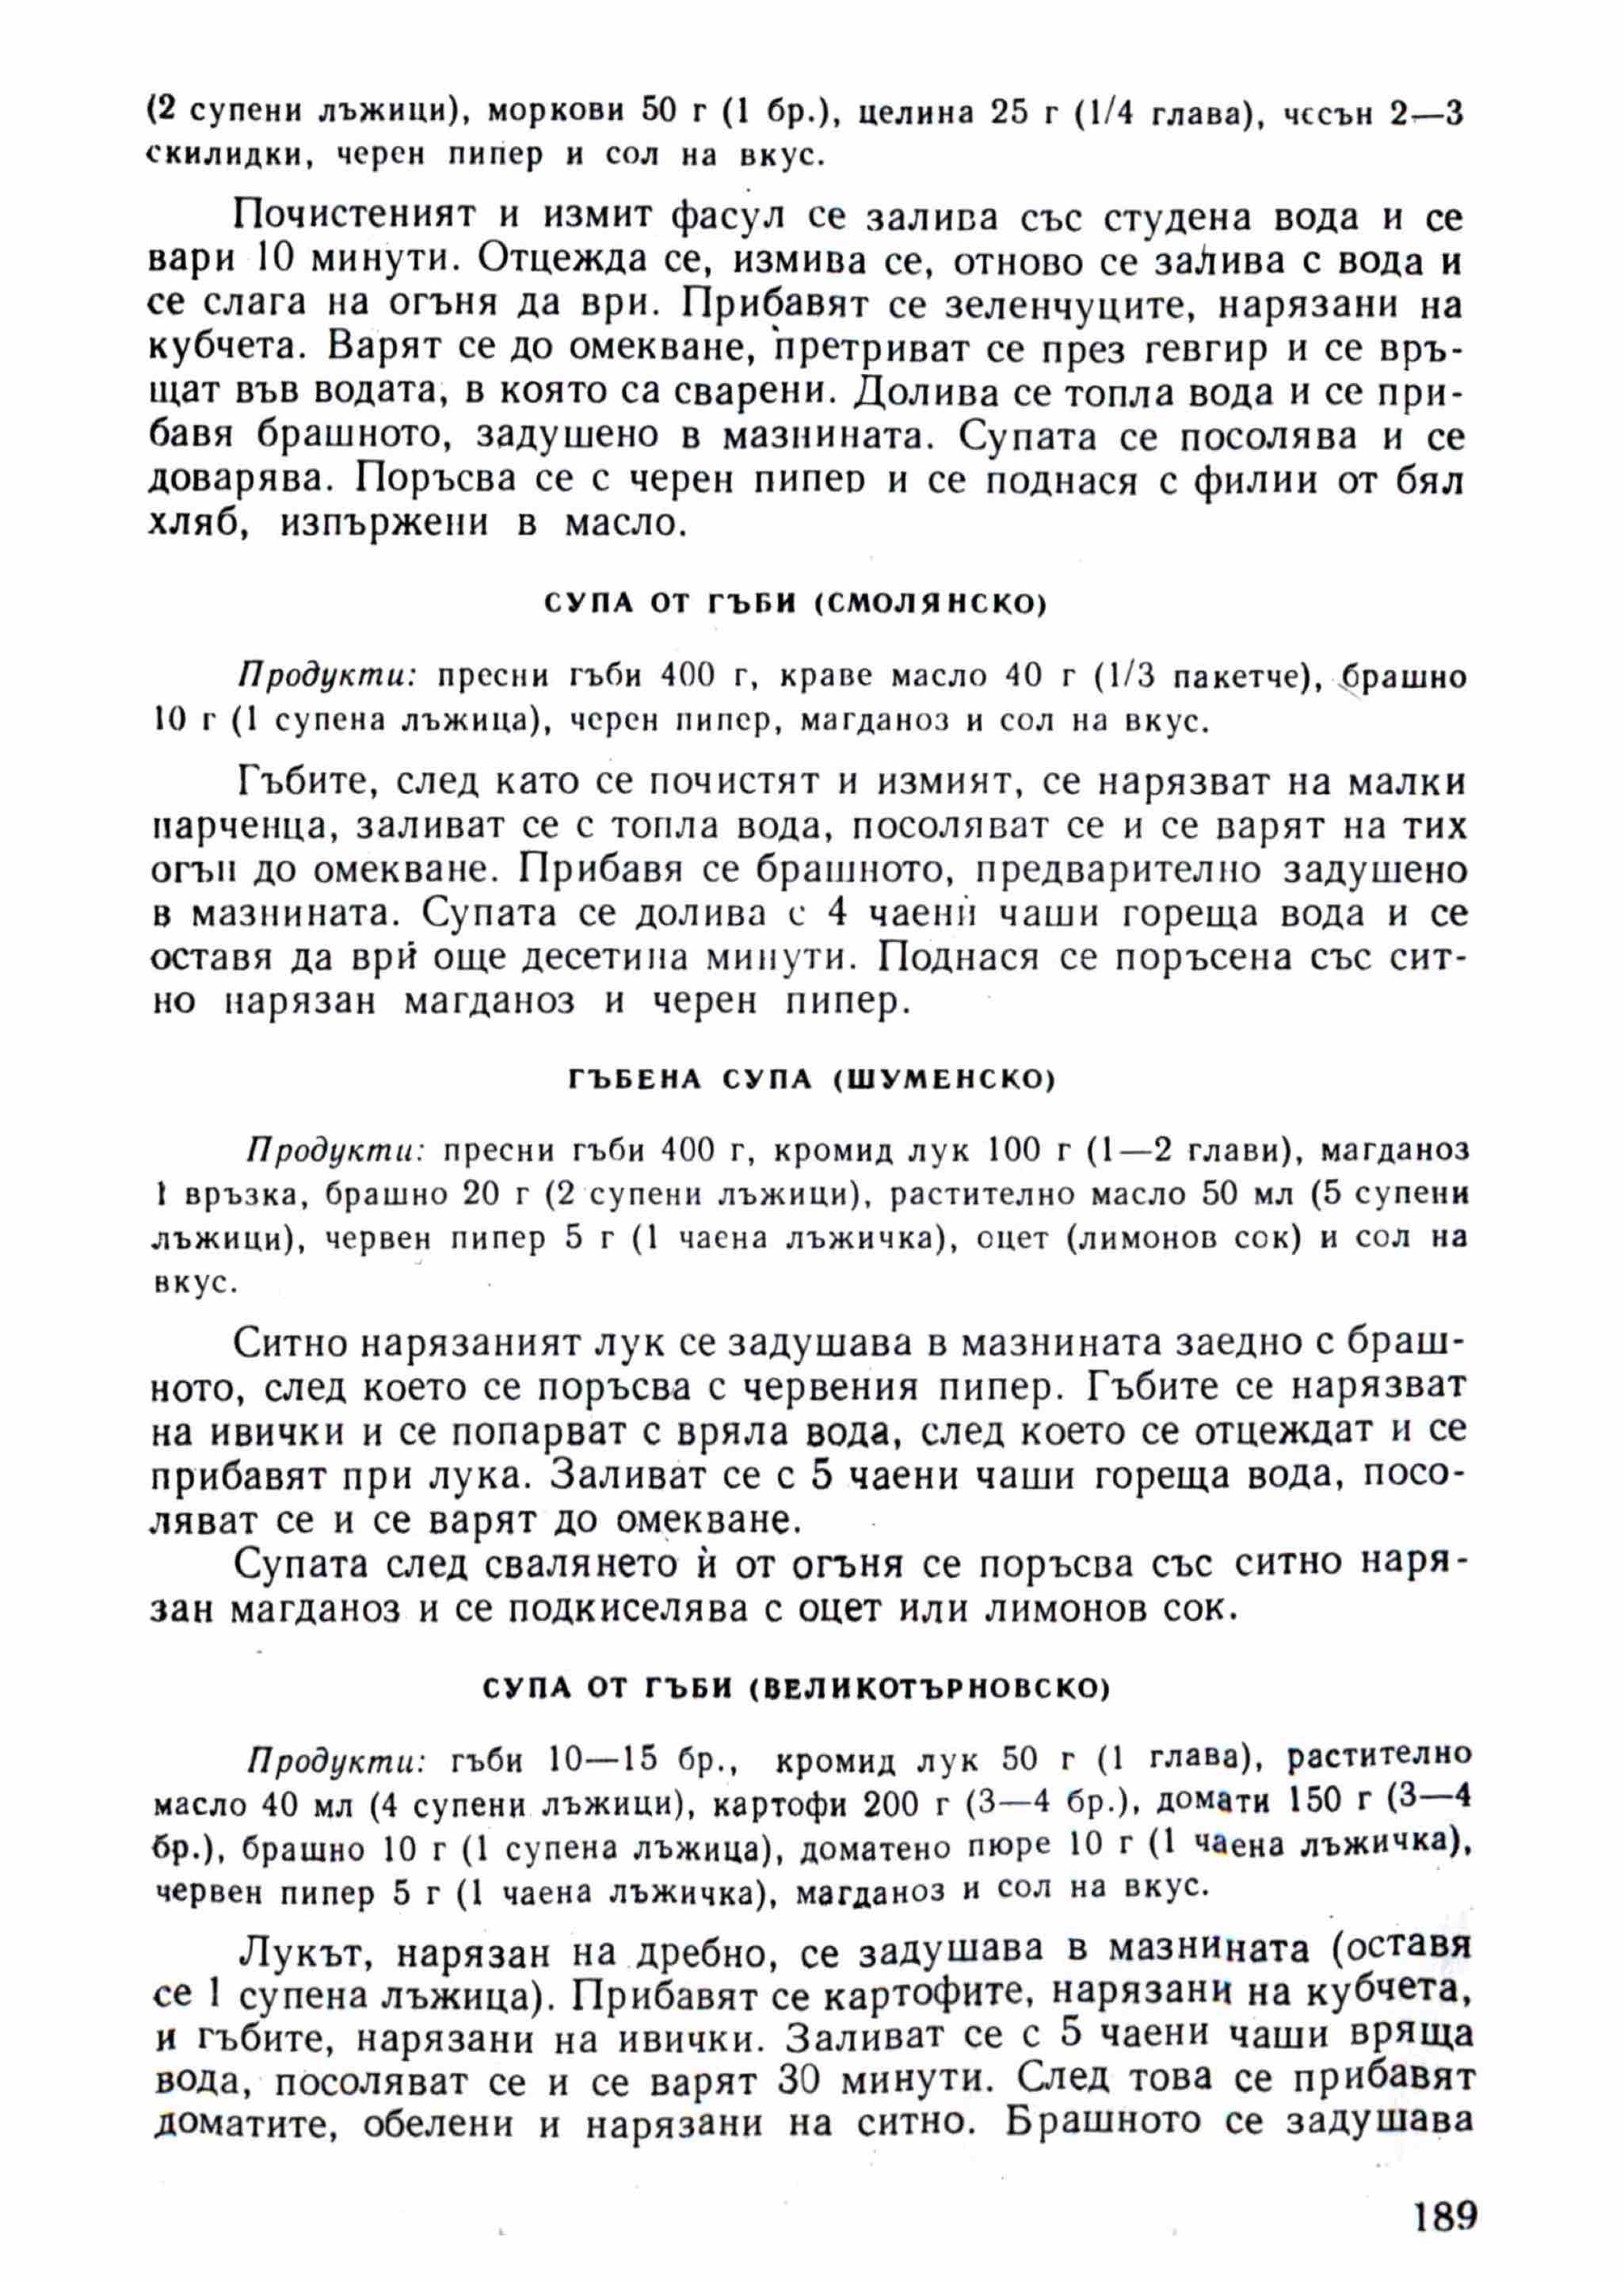 (2 супени лъжици), моркови 50 г (1 бр.), целина 25 г (1/4 глава), чесън 2—3
скилидки, черен пипер и сол на вкус.
Почистеният и измит фасул се залива със студена вода и се
вари 10 минути. Отцежда се, измива се, отново се залива с вода и
се слага на огъня да ври. Прибавят се зеленчуците, нарязани на
кубчета. Варят се до омекване, претриват се през гевгир и се връ-
щат във водата, в която са сварени. Долива се топла вода и се при-
бавя брашното, задушено в мазнината. Супата се посолява и се
доварява. Поръсва се с черен пипер и се поднася с филии от бял
хляб, изпържени в масло.
СУПА ОТ ГЪБИ (СМОЛЯНСКО)
Продукти: пресни гъби 400 г, краве масло 40 г (1/3 пакетче), брашно
10 г (1 супена лъжица), черен пипер, магданоз и сол на вкус.
Гъбите, след като се почистят и измият, се нарязват на малки
парченца, заливат се с топла вода, посоляват се и се варят на тих
огън до омекване. Прибавя се брашното, предварително задушено
в мазнината. Супата се долива с 4 чаени чаши гореща вода и се
оставя да ври още десетина минути. Поднася се поръсена със сит-
но нарязан магданоз и черен пипер.
ГЪБЕНА СУПА (ШУМЕНСКО)
Продукти: пресни гъби 400 г, кромид лук 100 г (1—2 глави), магданоз
1 връзка, брашно 20 г (2 супени лъжици), растително масло 50 мл (5 супени
лъжици), червен пипер 5 г (1 чаена лъжичка), оцет (лимонов сок) и сол на
вкус.
Ситно нарязаният лук се задушава в мазнината заедно с браш-
ното, след което се поръсва с червения пипер. Гъбите се нарязват
на ивички и се попарват с вряла вода, след което се отцеждат и се
прибавят при лука. Заливат се с 5 чаени чаши гореща вода, посо-
ляват се и се варят до омекване.
Супата след свалянето ѝ от огъня се поръсва със ситно наря-
зан магданоз и се подкиселява с оцет или лимонов сок.
СУПА ОТ ГЪБИ (ВЕЛИКОТЪРНОВСКО)
Продукти: гъби 10—15 бр., кромид лук 50 г (1 глава), растително
масло 40 мл (4 супени лъжици), картофи 200 г (3—4 бр.), домати 150 г (3—4
бр.), брашно 10 г (1 супена лъжица), доматено пюре 10 г (1 чаена лъжичка),
червен пипер 5 г (1 чаена лъжичка), магданоз и сол на вкус.
Лукът, нарязан на дребно, се задушава в мазнината (оставя
се 1 супена лъжица). Прибавят се картофите, нарязани на кубчета,
и гъбите, нарязани на ивички. Заливат се с 5 чаени чаши вряща
вода, посоляват се и се варят 30 минути. След това се прибавят
доматите, обелени и нарязани на ситно. Брашното се задушава
189